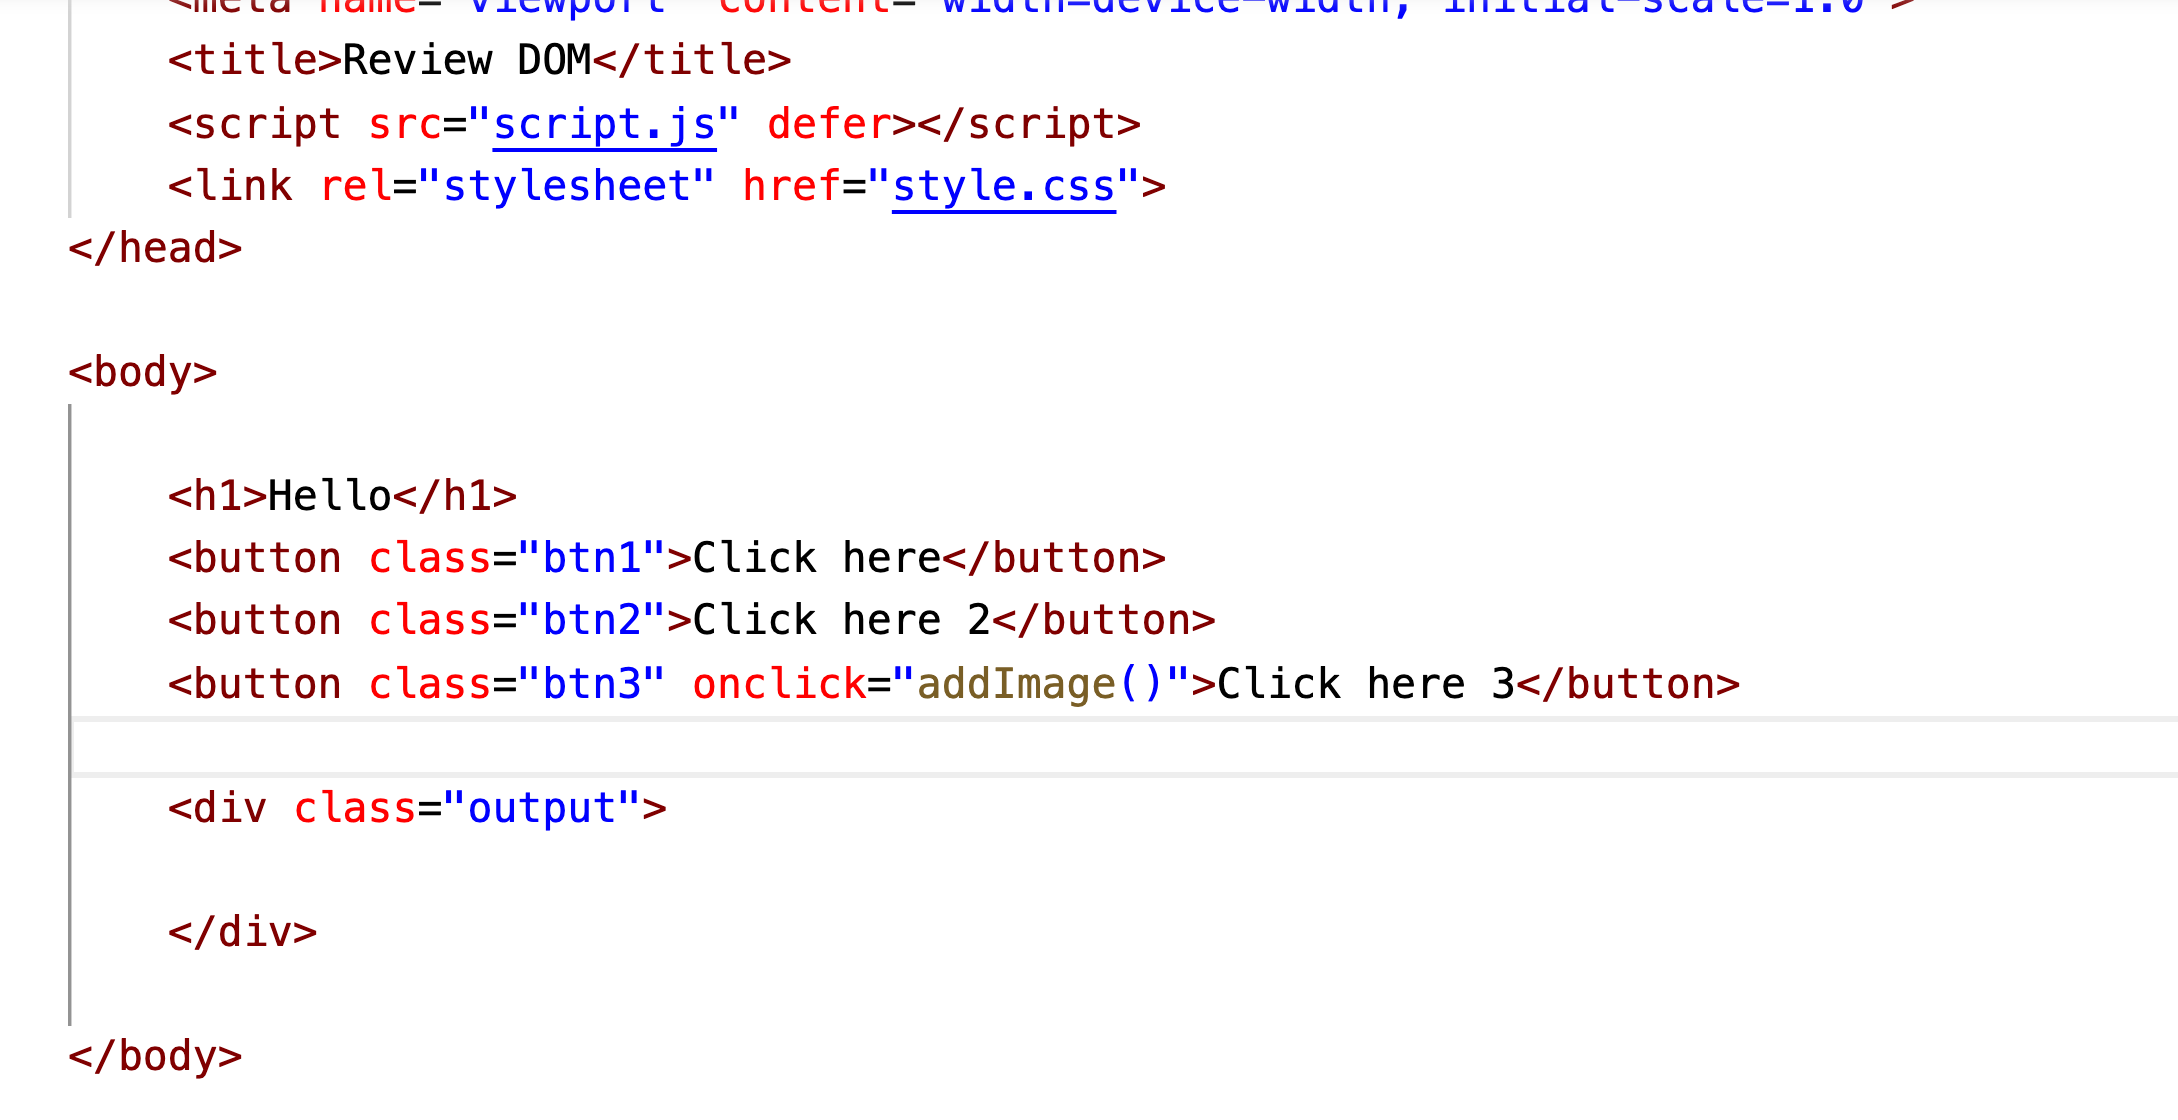 <meta name="viewport" content="width=device-width, initial-scale=1.0">
<title>Review DOM</title>
<script src="script.js" defer></script>
<link rel="stylesheet" href="style.css">
</head>
<body>
<h1>Hello</h1>
<button class="btn1">Click here</button>
<button class="btn2">Click here 2</button>
<button class="btn3" onclick="addImage()">Click here 3</button>
<div class="output">
</div>
</body>